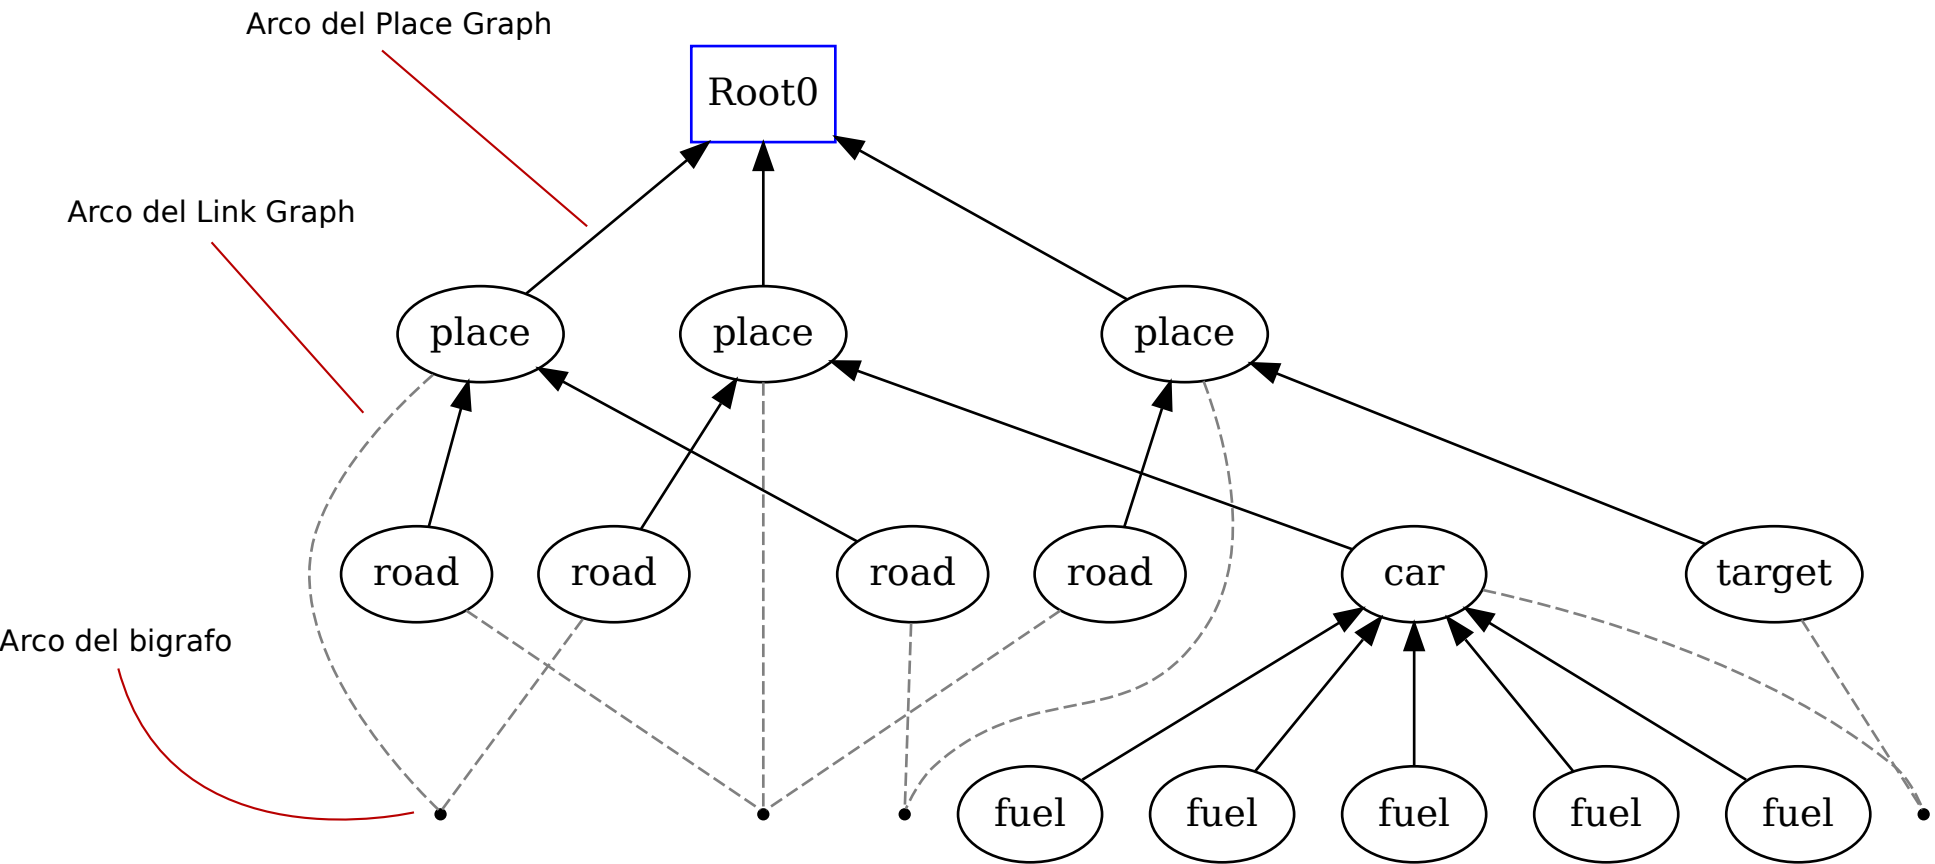 Arco del Place Graph
Root0
Arco del Link Graph
place
place
place
road
road
road
road
car
target
Arco del bigrafo
fuel
fuel
fuel
fuel
fuel